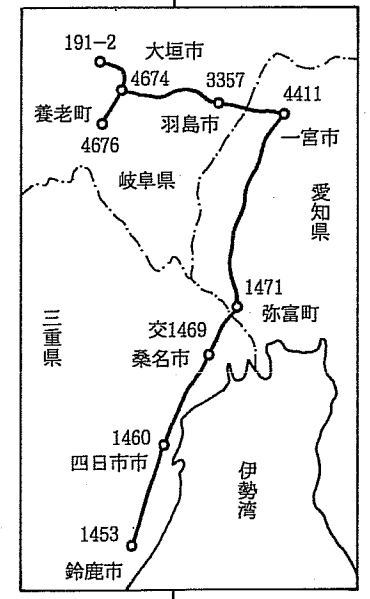 191-2
大垣市
4674
3357
4411
養老町
羽島市
一宮市
4676
岐阜県
愛知県
1471
弥富町
三重県
交1469
桑名市
1460
四日市市
伊勢湾
1453
鈴鹿市